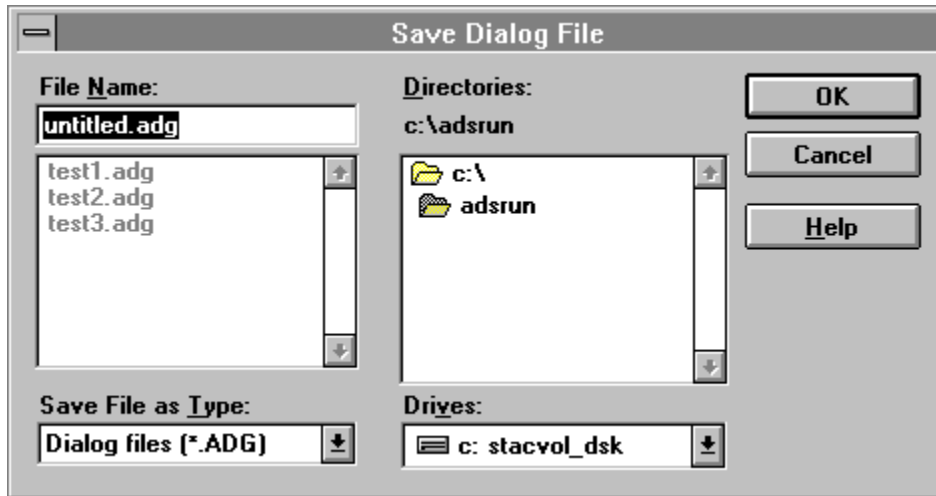 Save Dialog File
File Name:
untitled.adg
test1.adg
test2.adg
test3.adg
Save File as Type:
Dialog files (*.ADG)
Directories:
c:\adsrun
c:\
adsrun
Drives:
c: stacvol_dsk
OK
Cancel
Help